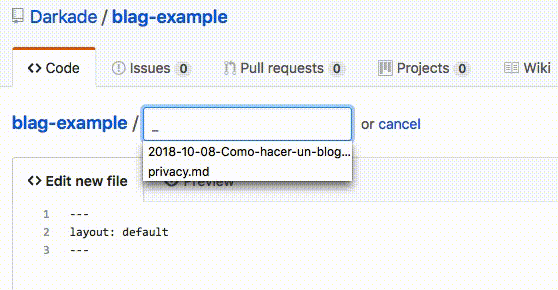 Darkade / blag-example
Code Issues 0 Pull requests 0 Projects 0 Wiki
blag-example / _ or cancel
2018-10-08-Como-hacer-un-blog...
privacy.md
Edit new file Preview
1 ---
2 layout: default
3 ---